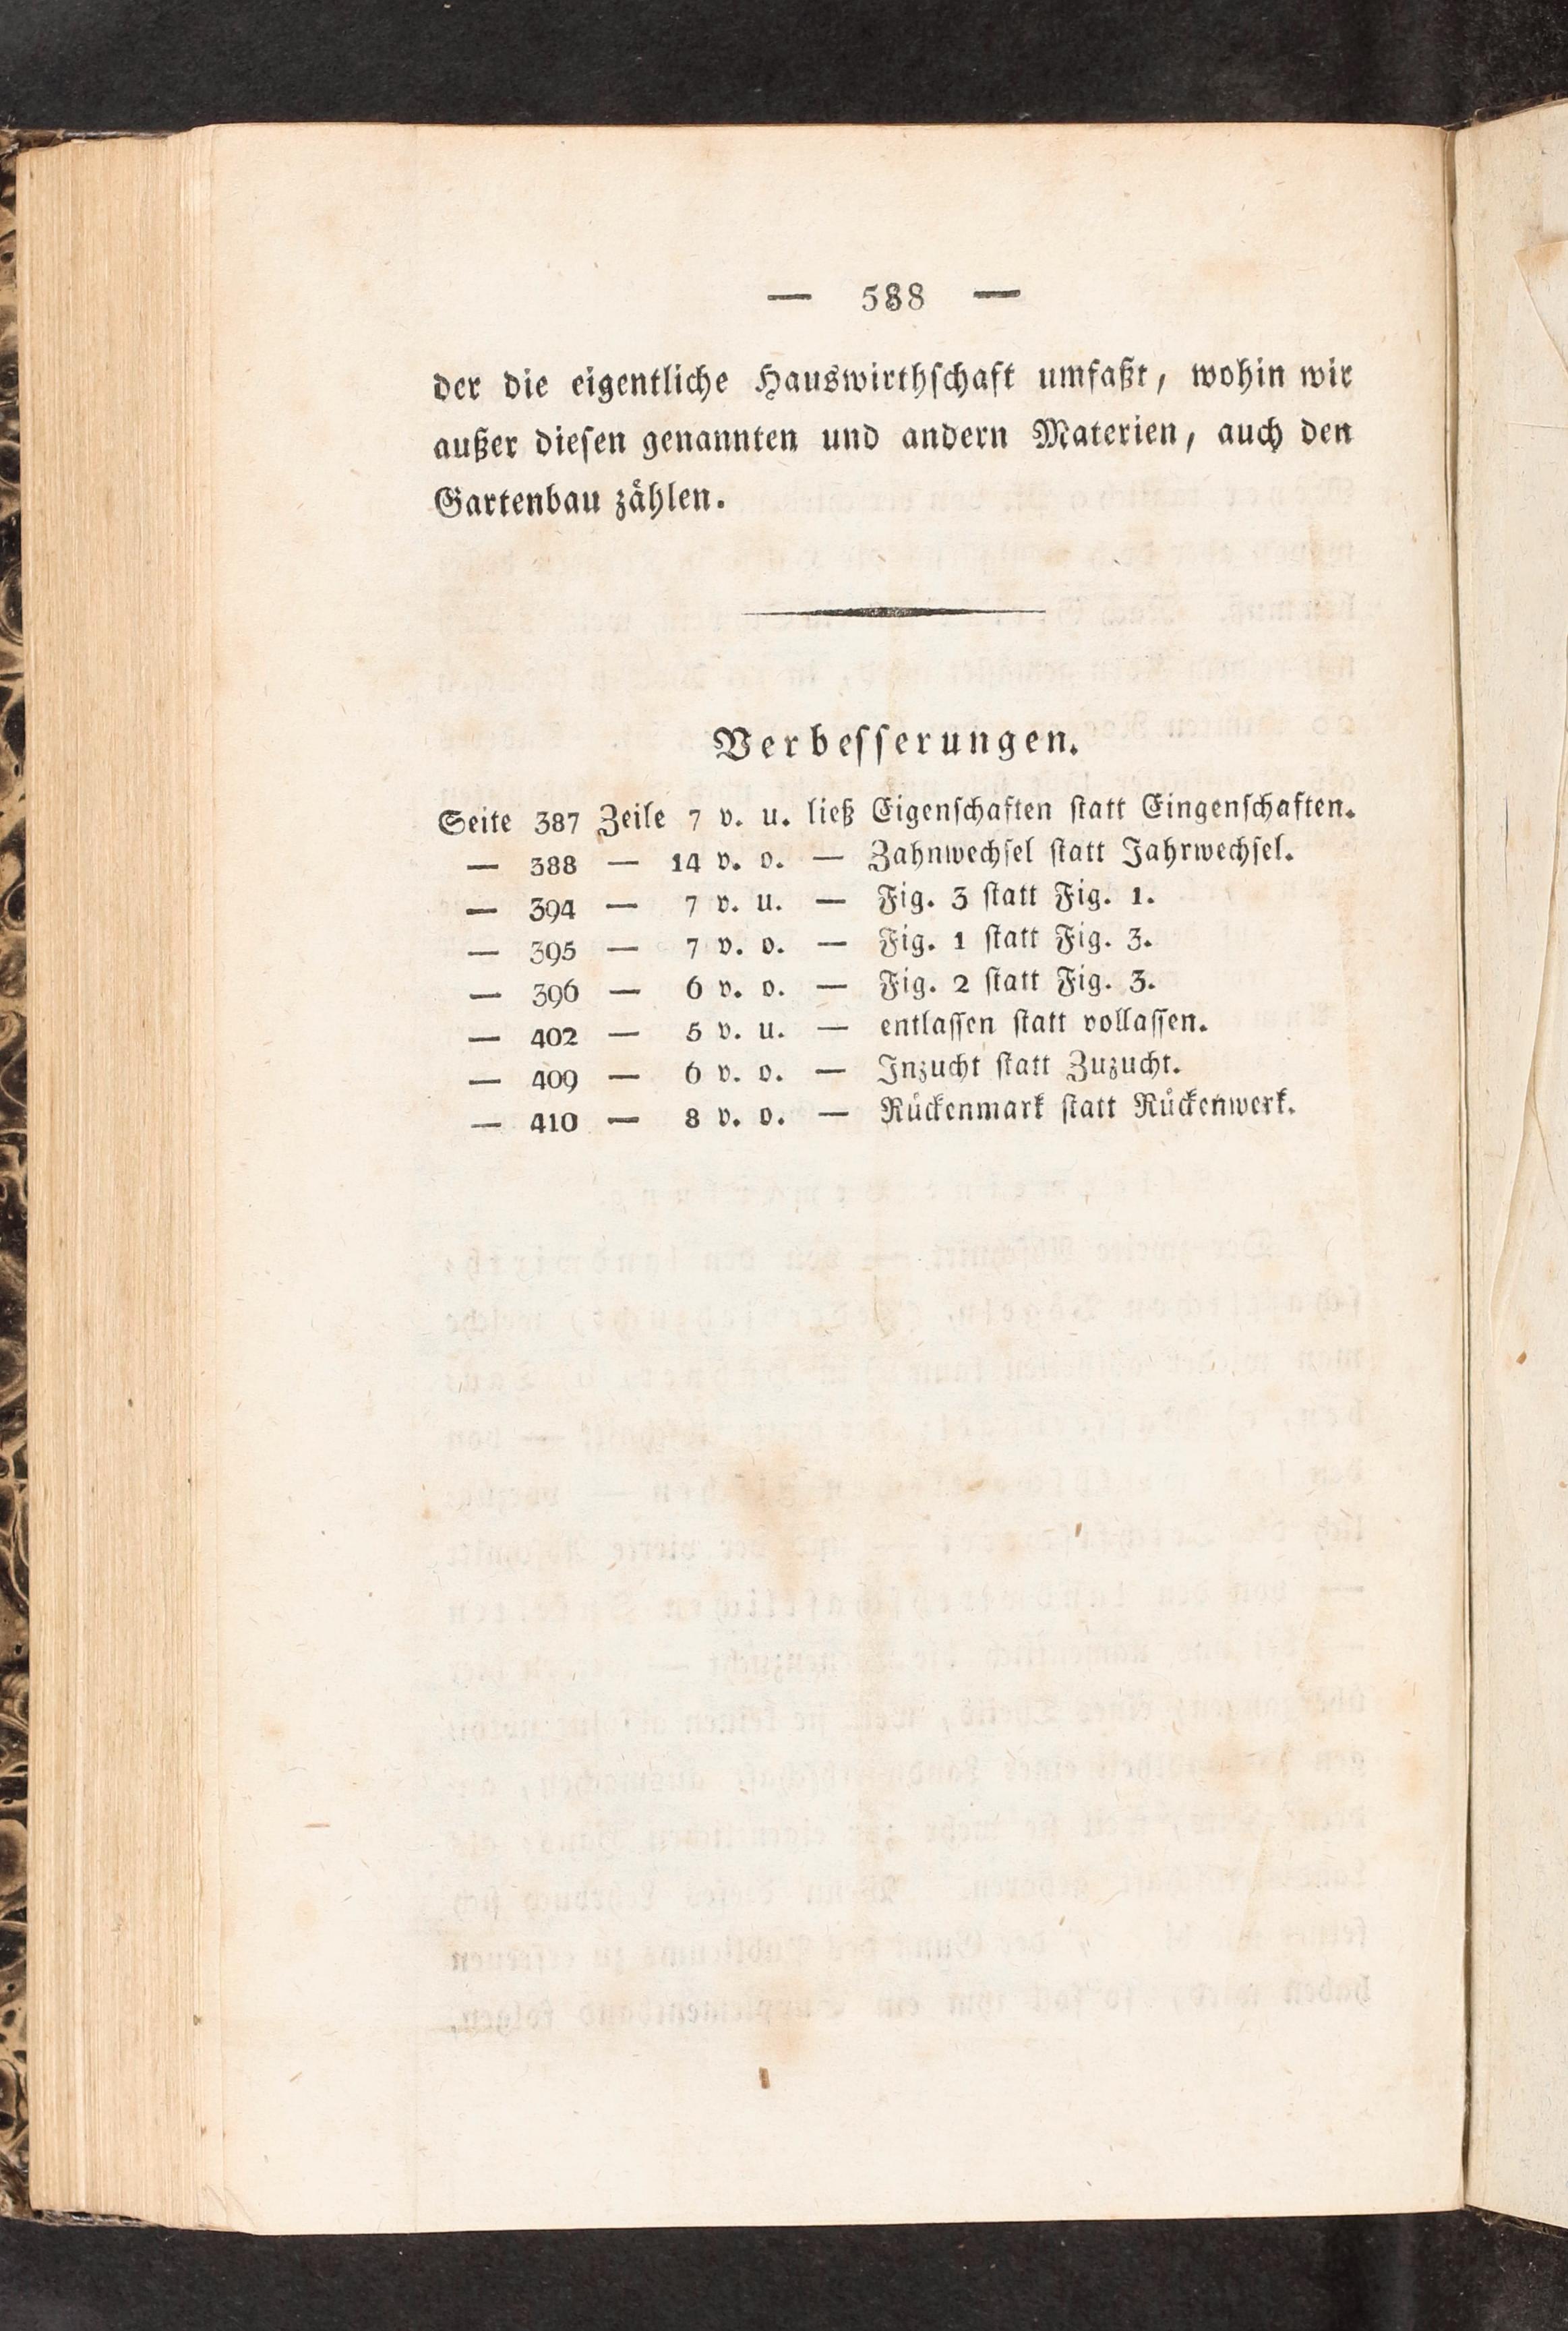 — 588 —
der die eigentliche Hauswirthschaft umfaßt, wohin wir
außer diesen genannten und andern Materien, auch den
Gartenbau zählen.
Verbesserungen.
Seite 387 Zeile 7 v. u. ließ Eigenschaften statt Eingenschaften.
— 388 — 14 v. o. — Zahnwechsel statt Jahrwechsel.
— 394 — 7 v. u. — Fig. 3 statt Fig. 1.
— 395 — 7 v. o. — Fig. 1 statt Fig. 3.
— 396 — 6 v. o. — Fig. 2 statt Fig. 3.
— 402 — 5 v. u. — entlassen statt vollassen.
— 409 — 6 v. o. — Inzucht statt Zuzucht.
— 410 — 8 v. o. — Rückenmark statt Rückenwerk.